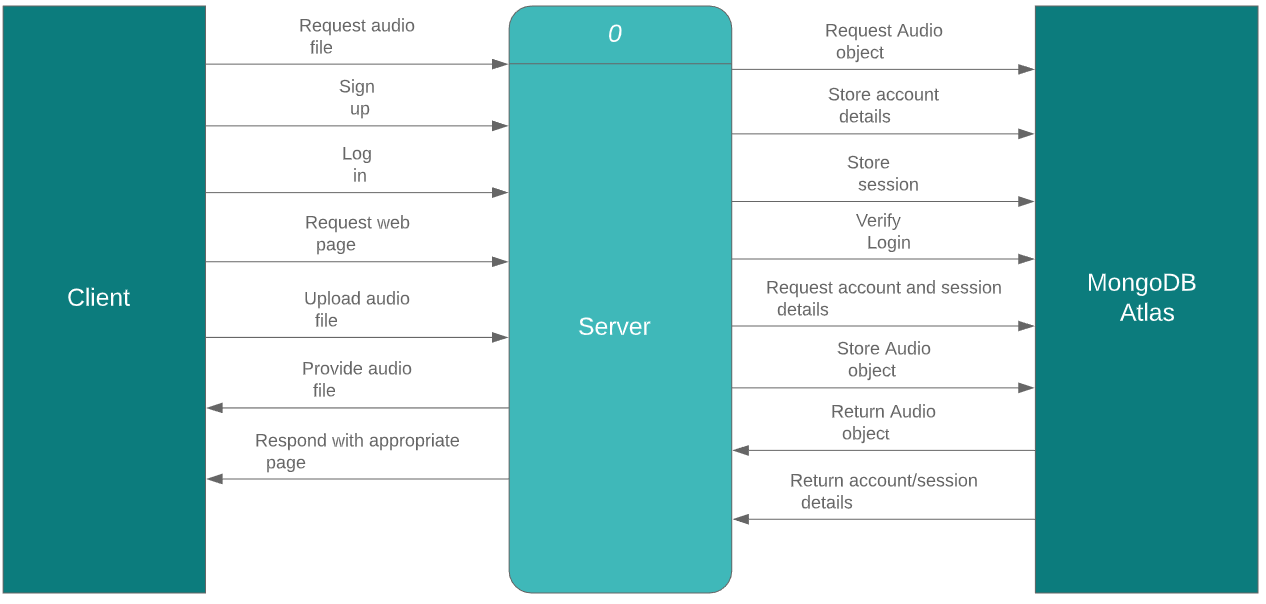 Request audio
file
Sign
up
Log
in
Request web
page
Upload audio
file
Provide audio
file
Respond with appropriate
page
Client
0
Server
Request Audio
object
Store account
details
Store
session
Verify
Login
Request account and session
details
Store Audio
object
Return Audio
object
Return account/session
details
MongoDB
Atlas